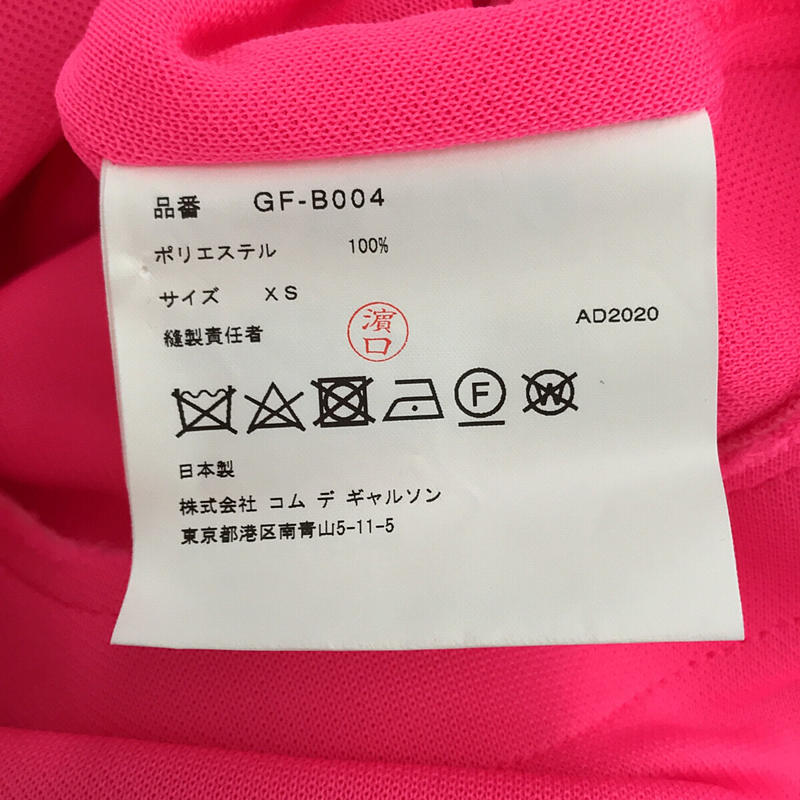 品番 GF-B004
ポリエステル 100%
サイズ XS
縫製責任者 濵口
AD2020
F W
日本製
株式会社 コム デ ギャルソン
東京都港区南青山5-11-5